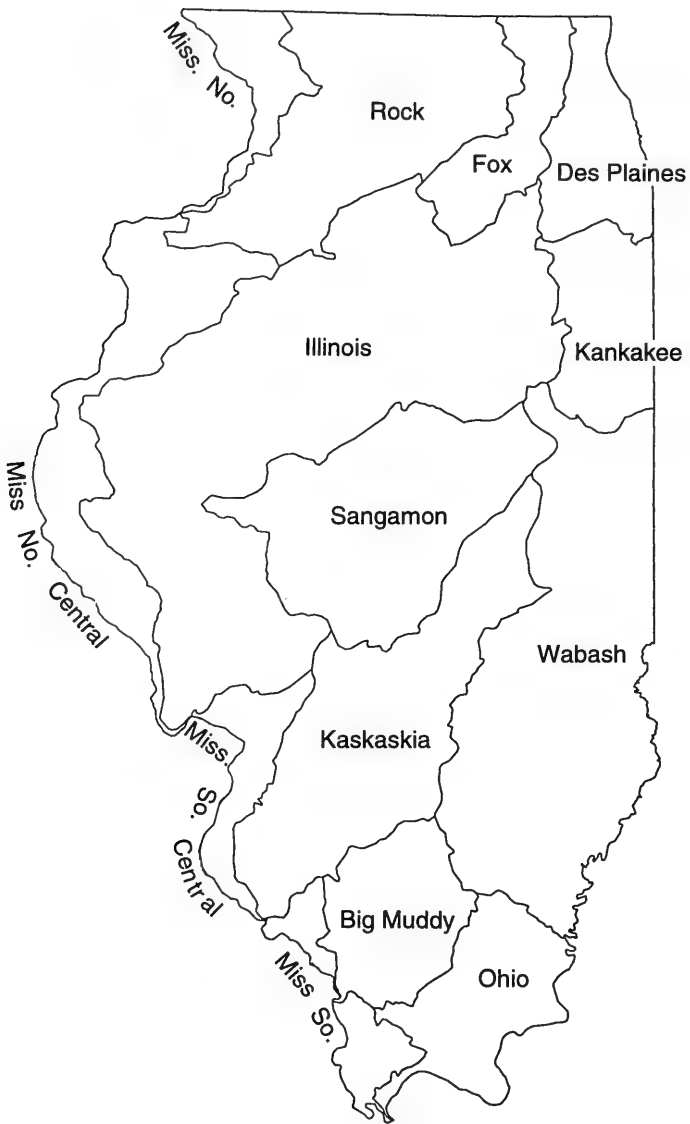 Miss. No.
Rock
Fox
Des Plaines
Illinois
Kankakee
Miss No. Central
Sangamon
Wabash
Miss. So. Central
Kaskaskia
Big Muddy
Ohio
Miss So.